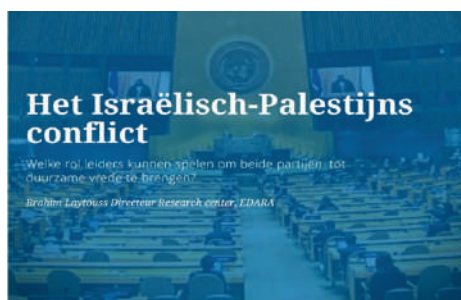 Het Israëlisch-Palestijns
conflict
Welke rol leiders kunnen spelen om beide partijen tot
duurzame vrede te brengen?
Brahim Laytouss Directeur Research center, EDARA